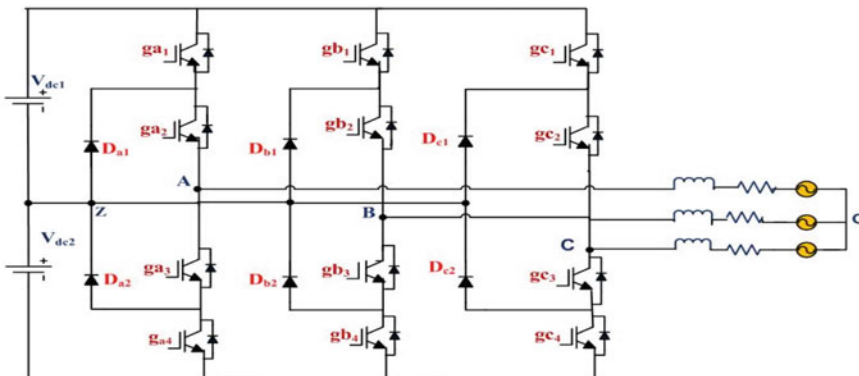 ga1
gb1
gc1
Vdc1
+
-
ga2
gb2
gc2
Da1
Db1
Dc1
A
Z
B
C
Vdc2
+
-
ga3
gb3
gc3
Da2
Db2
Dc2
ga4
gb4
gc4